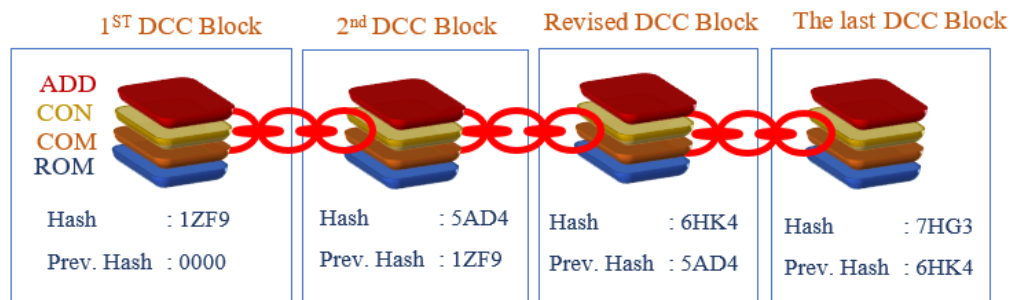 1ST DCC Block
2nd DCC Block
Revised DCC Block
The last DCC Block
ADD
CON
COM
ROM
Hash : 1ZF9
Prev. Hash : 0000
Hash : 5AD4
Prev. Hash : 1ZF9
Hash : 6HK4
Prev. Hash : 5AD4
Hash : 7HG3
Prev. Hash : 6HK4